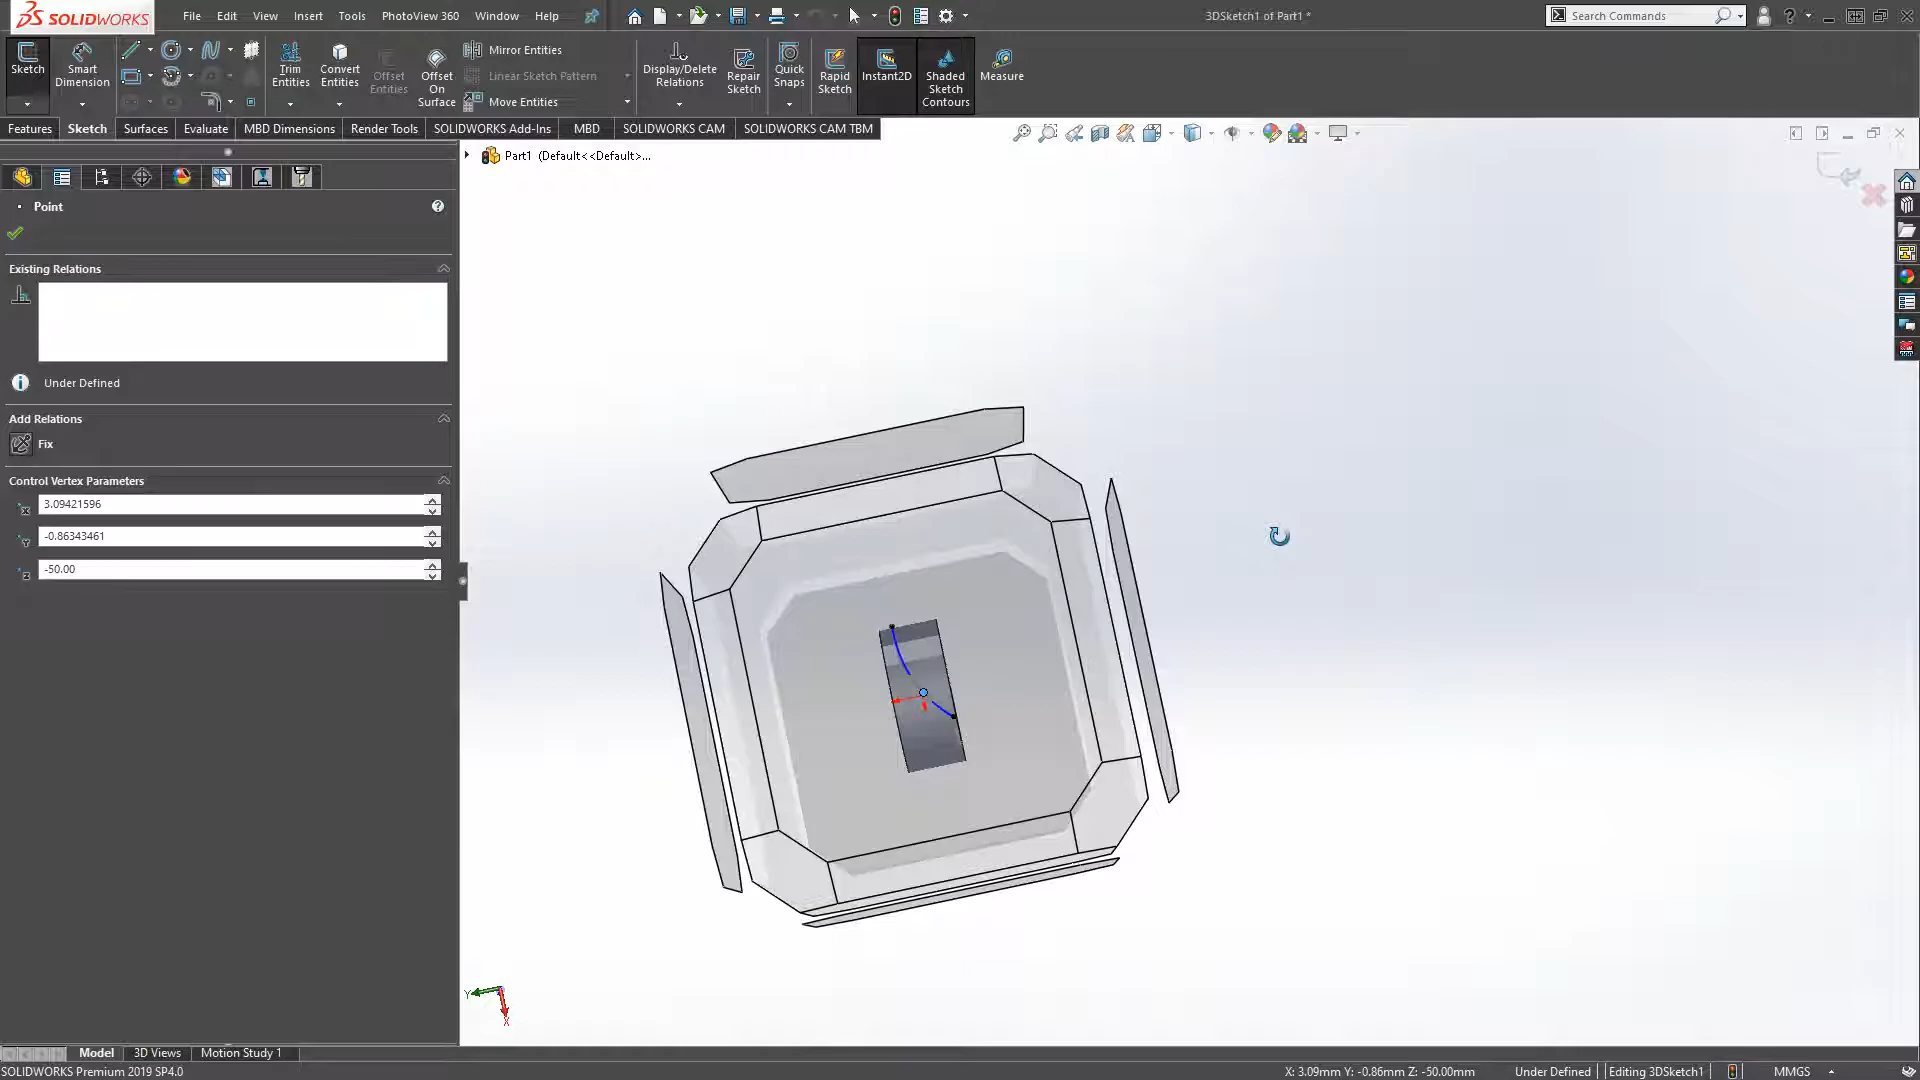 SOLIDWORKS
File Edit View Insert Tools PhotoView 360 Window Help
3DSketch1 of Part1 *
Search Commands
Sketch
Smart Dimension
Trim Entities
Convert Entities
Offset Entities
Offset On Surface
Mirror Entities
Linear Sketch Pattern
Move Entities
Display/Delete Relations
Repair Sketch
Quick Snaps
Rapid Sketch
Instant2D
Shaded Sketch Contours
Measure
Features Sketch Surfaces Evaluate MBD Dimensions Render Tools SOLIDWORKS Add-Ins MBD SOLIDWORKS CAM SOLIDWORKS CAM TBM
Part1 (Default<<Default>...
Point
Existing Relations
Under Defined
Add Relations
Fix
Control Vertex Parameters
3.09421596
-0.86343461
-50.00
Y
X
Model 3D Views Motion Study 1
SOLIDWORKS Premium 2019 SP4.0
X: 3.09mm Y: -0.86mm Z: -50.00mm Under Defined Editing 3DSketch1 MMGS